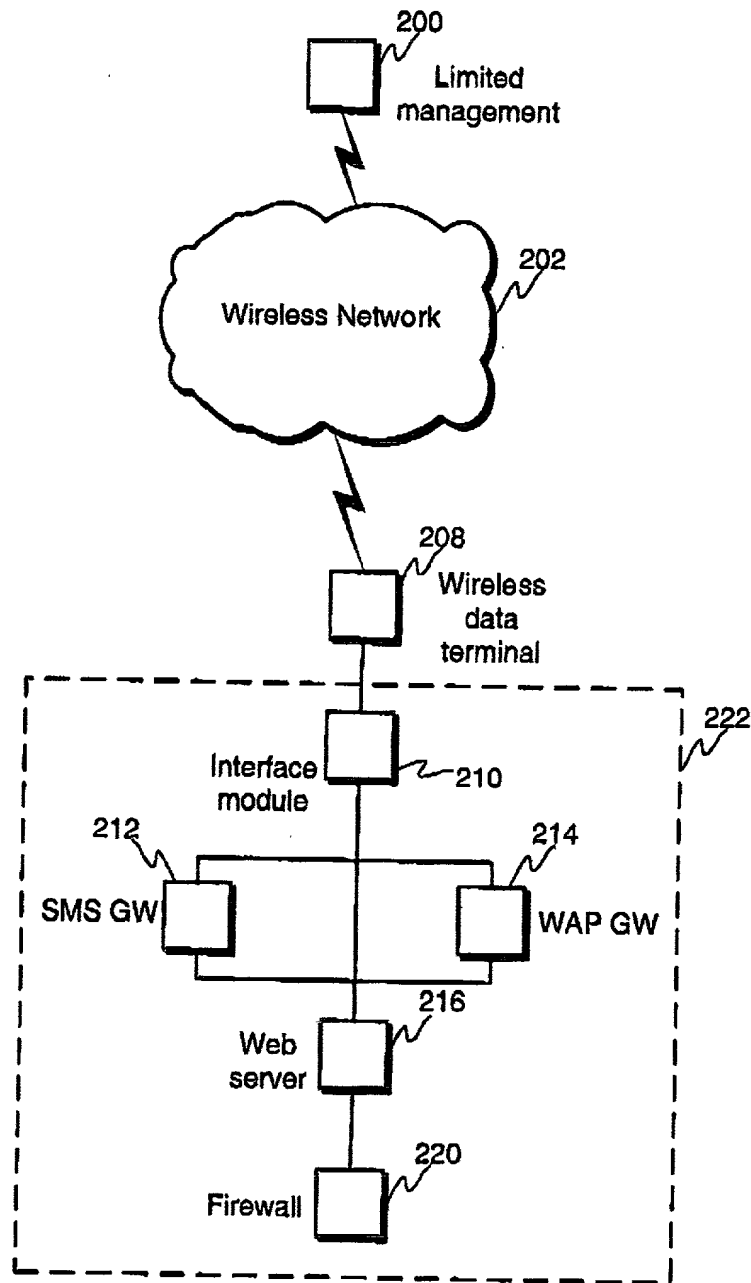 200
Limited
management
202
Wireless Network
208
Wireless
data
terminal
222
Interface
module
210
212
214
SMS GW
WAP GW
216
Web
server
220
Firewall